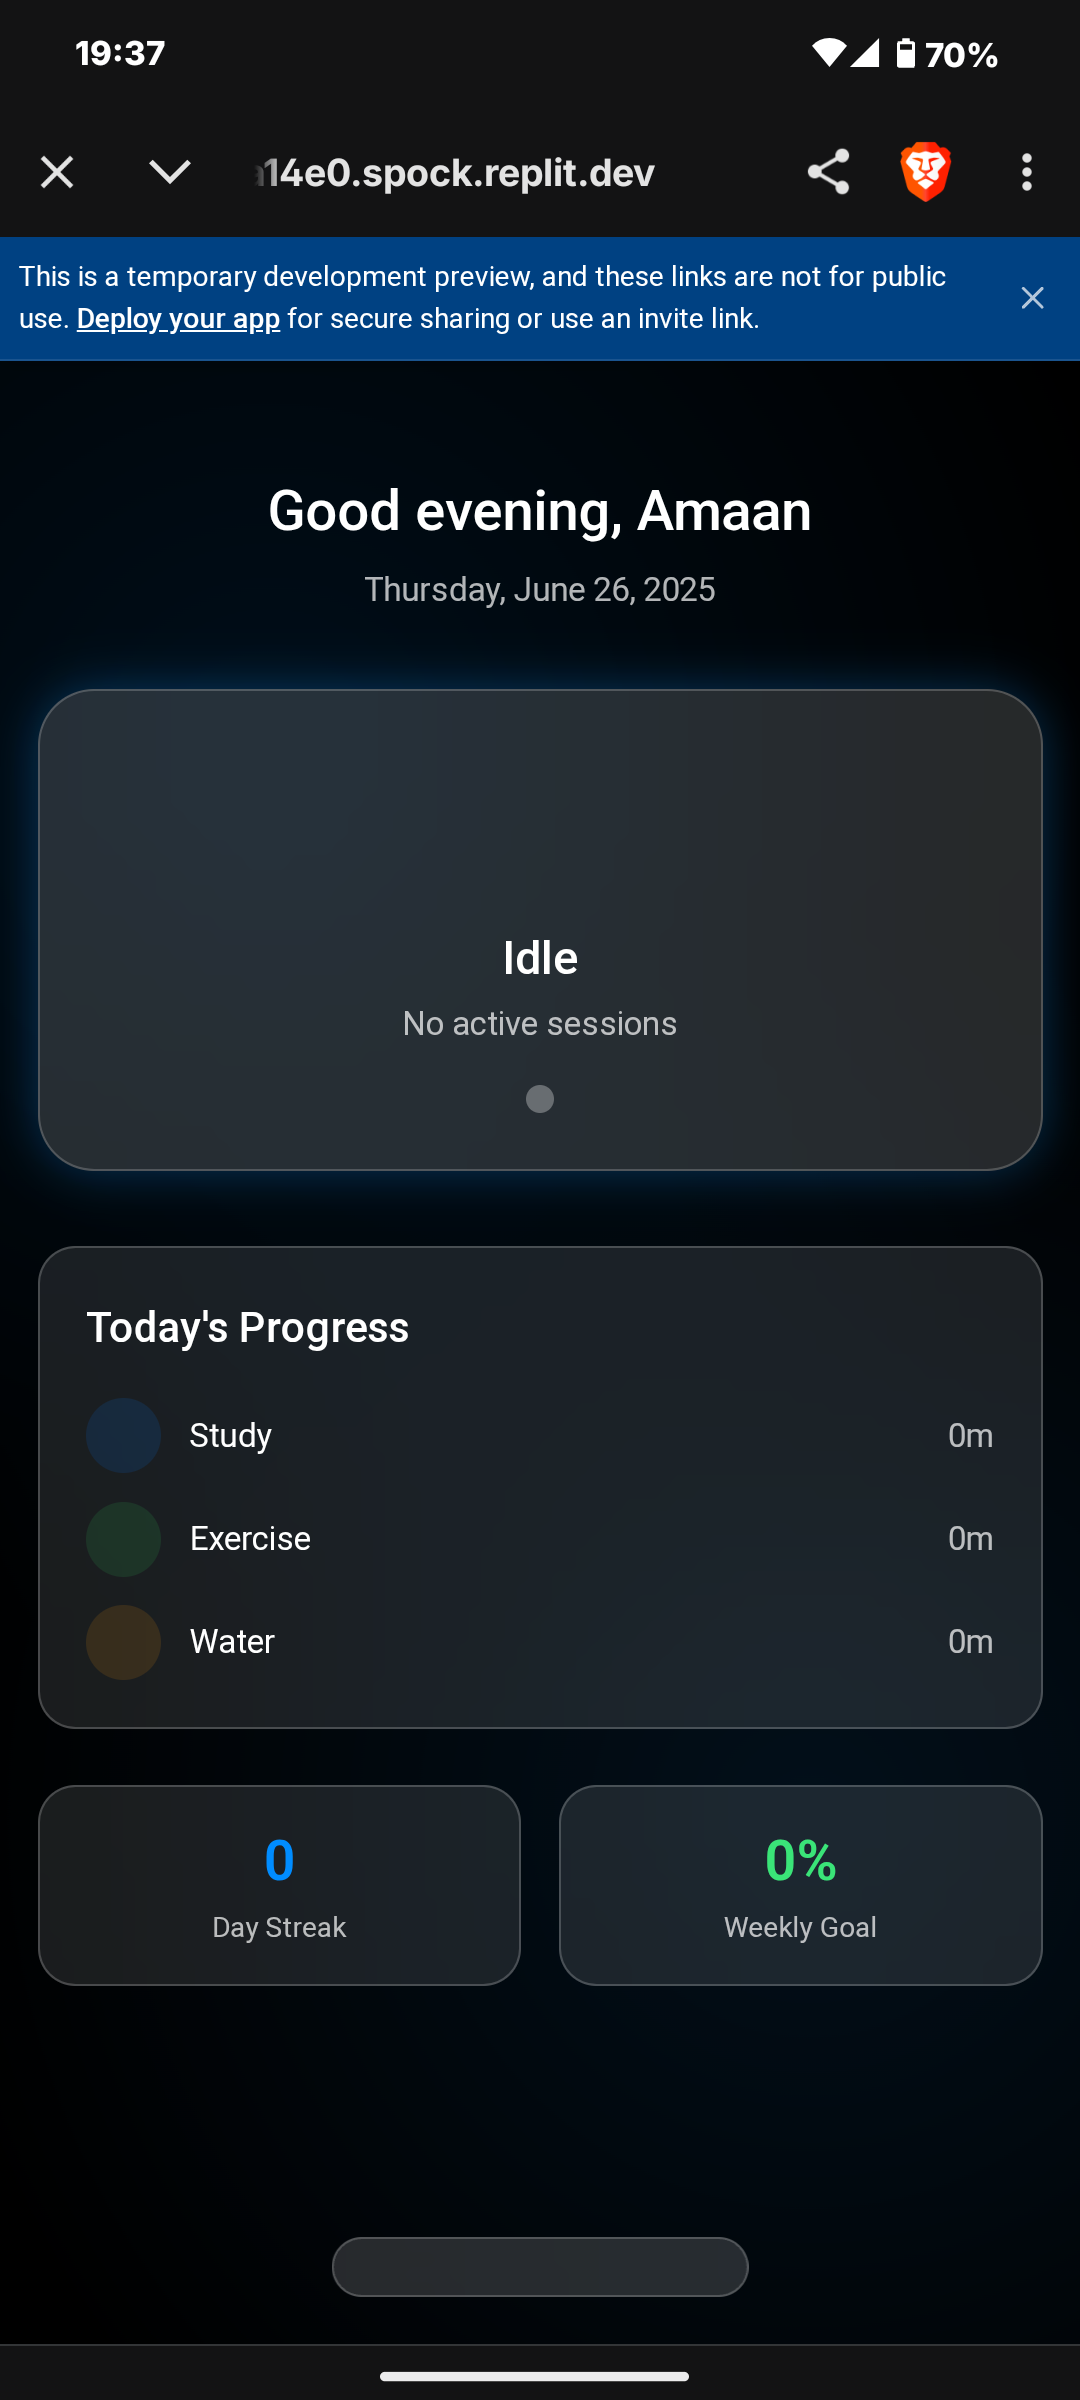 19:37
70%
14e0.spock.replit.dev
This is a temporary development preview, and these links are not for public
use. Deploy your app for secure sharing or use an invite link.
Good evening, Amaan
Thursday, June 26, 2025
Idle
No active sessions
Today's Progress
Study 0m
Exercise 0m
Water 0m
0
Day Streak
0%
Weekly Goal